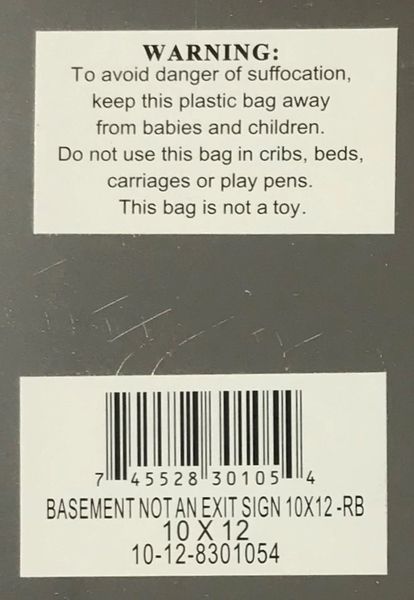 WARNING:
To avoid danger of suffocation,
keep this plastic bag away
from babies and children.
Do not use this bag in cribs, beds,
carriages or play pens.
This bag is not a toy.
7 45528 30105 4
BASEMENT NOT AN EXIT SIGN 10X12 -RB
10 X 12
10-12-8301054